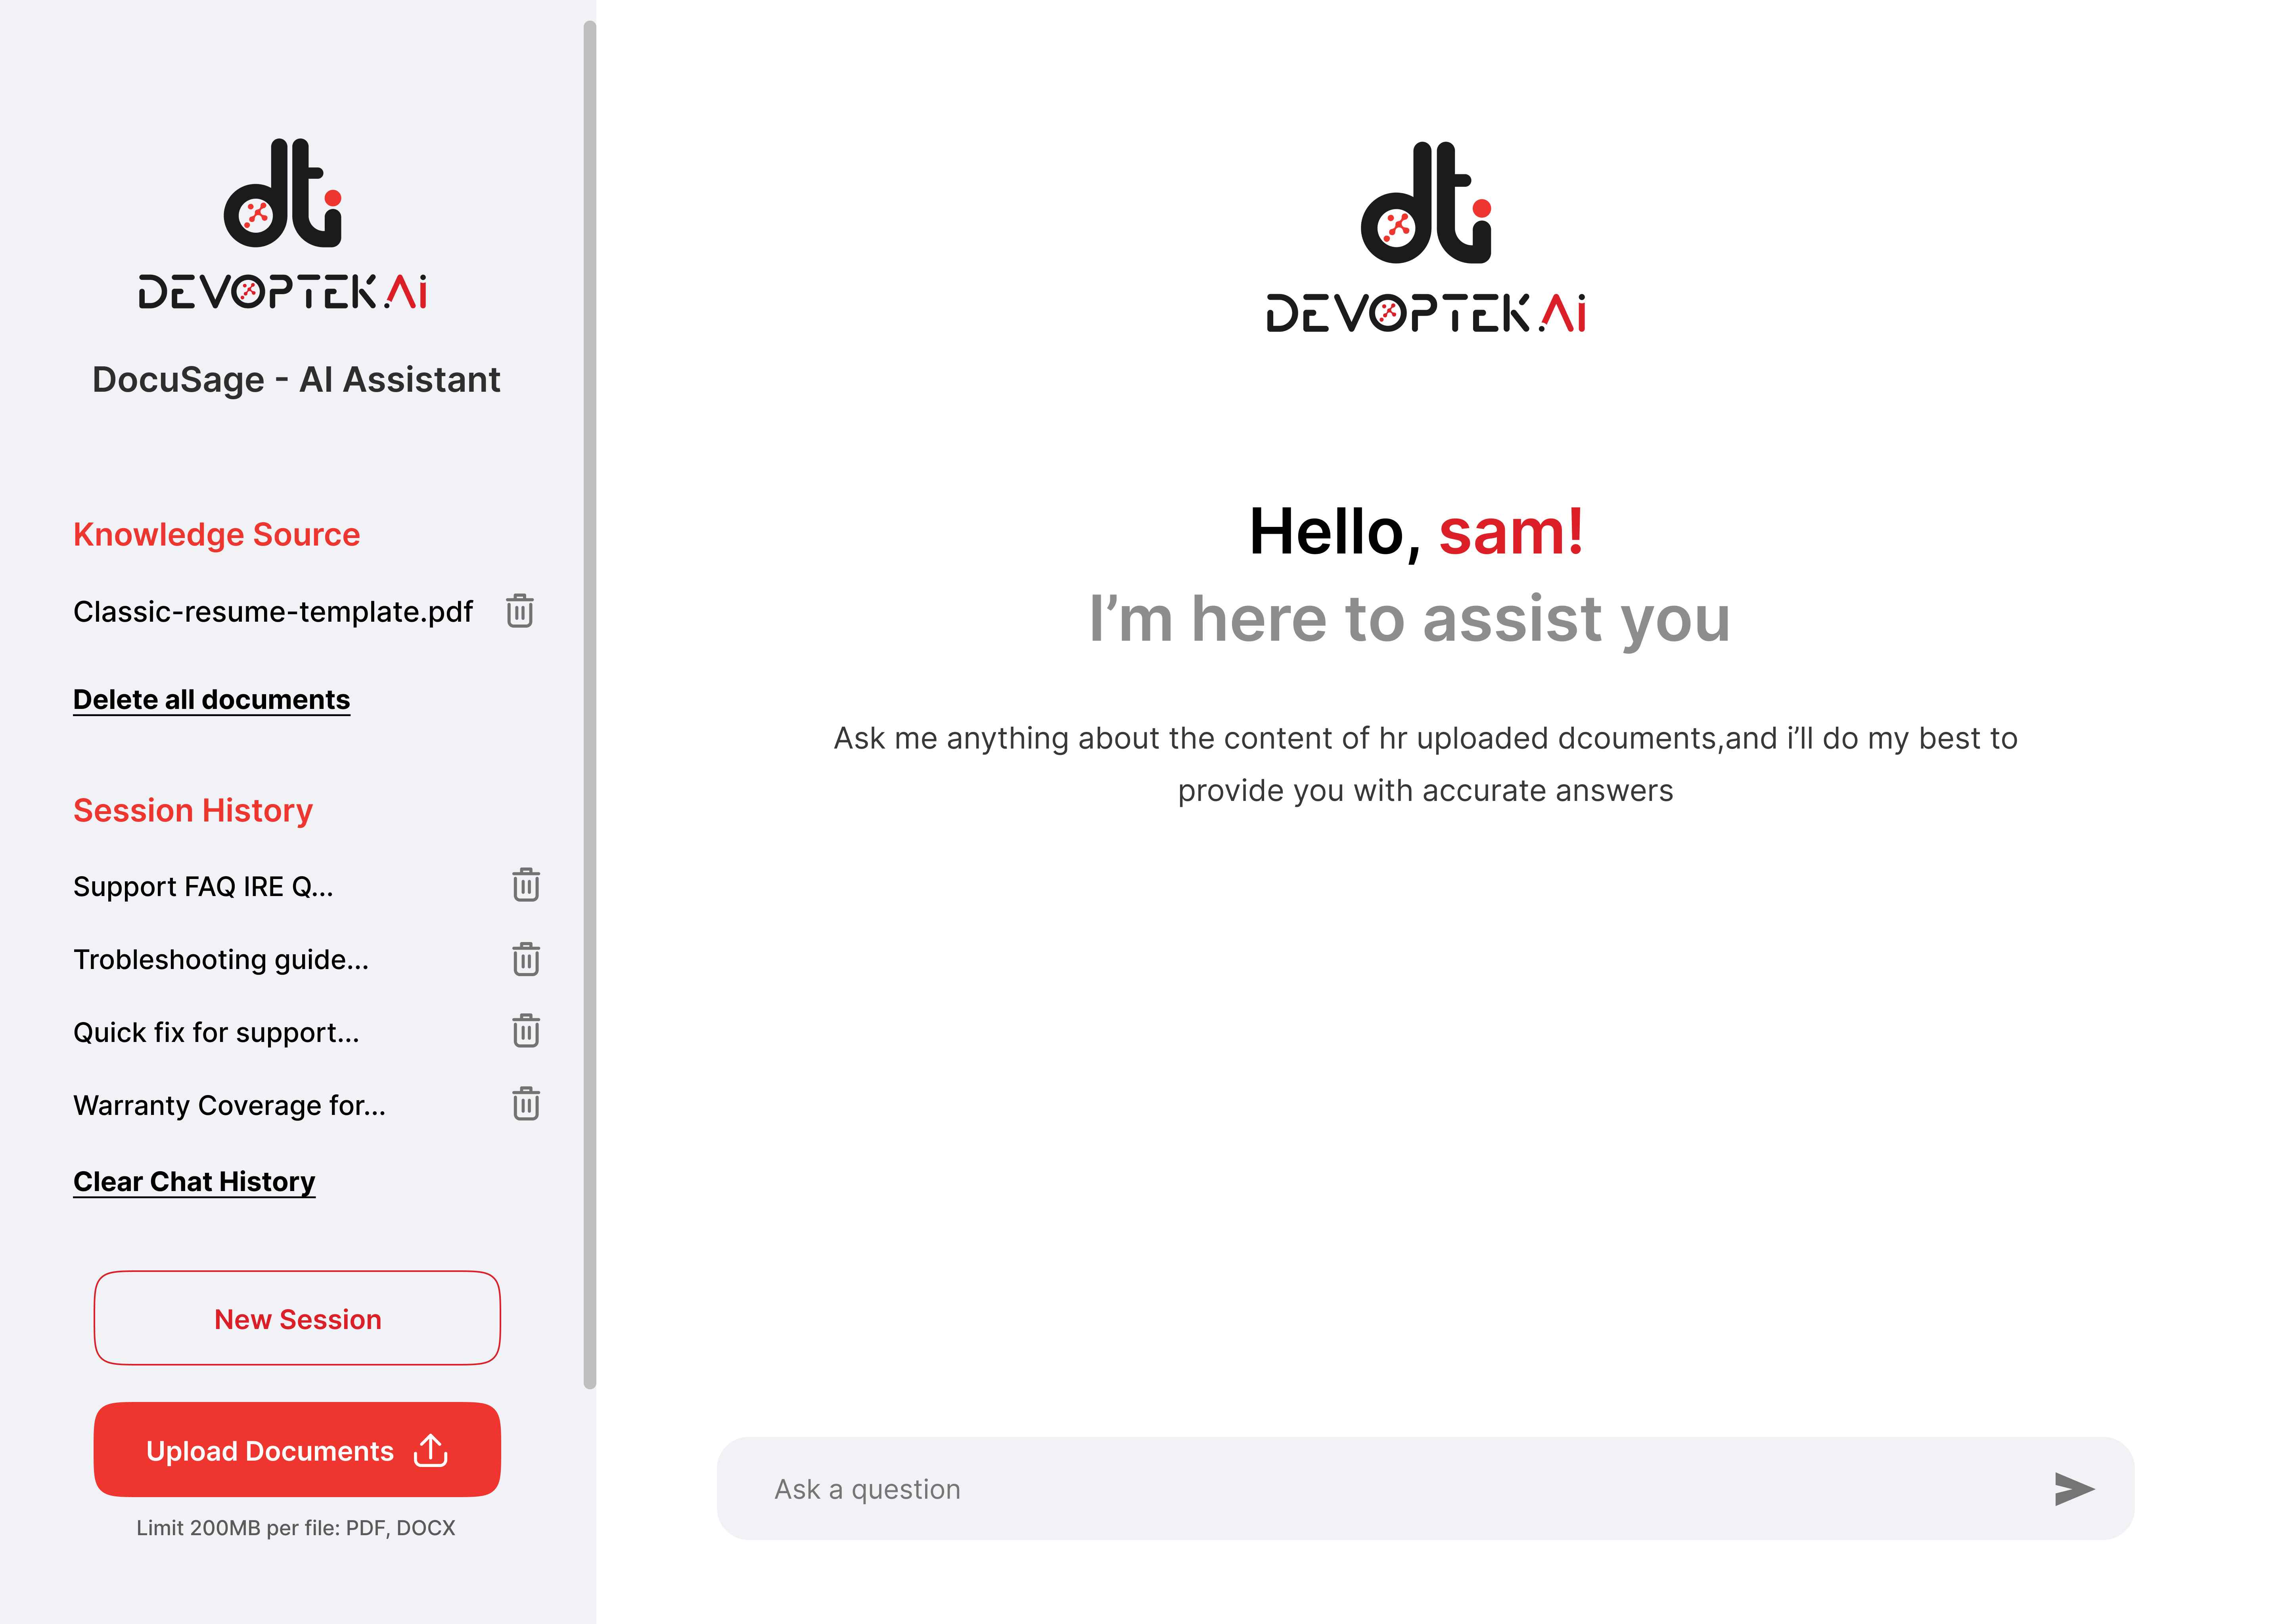 dti
DEVOPTEK.Ai
DocuSage - AI Assistant
Knowledge Source
Classic-resume-template.pdf
Delete all documents
Session History
Support FAQ IRE Q...
Trobleshooting guide...
Quick fix for support...
Warranty Coverage for...
Clear Chat History
New Session
Upload Documents
Limit 200MB per file: PDF, DOCX
dti
DEVOPTEK.Ai
Hello, sam!
I’m here to assist you
Ask me anything about the content of hr uploaded dcouments,and i’ll do my best to
provide you with accurate answers
Ask a question